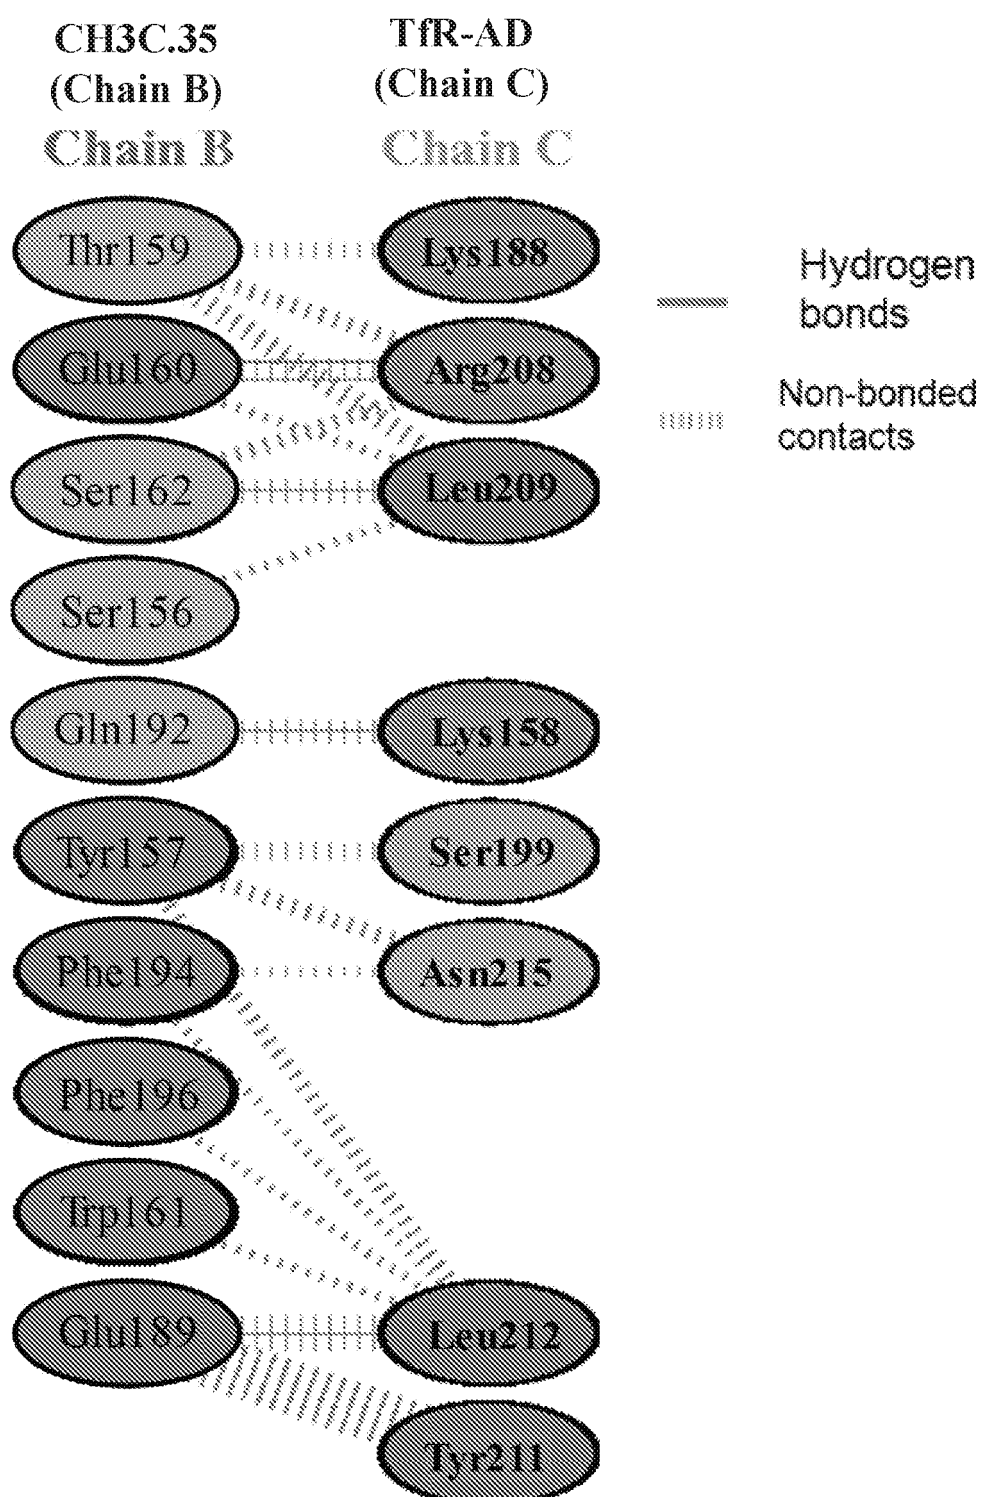 CH3C.35
(Chain B)
TfR-AD
(Chain C)
Chain B
Chain C
Thr159
Lys188
Hydrogen
bonds
Glu160
Arg208
Non-bonded
contacts
Ser162
Leu209
Ser156
Gln192
Lys158
Tyr157
Ser199
Phe194
Asn215
Phe196
Trp161
Glu189
Leu212
Tyr211